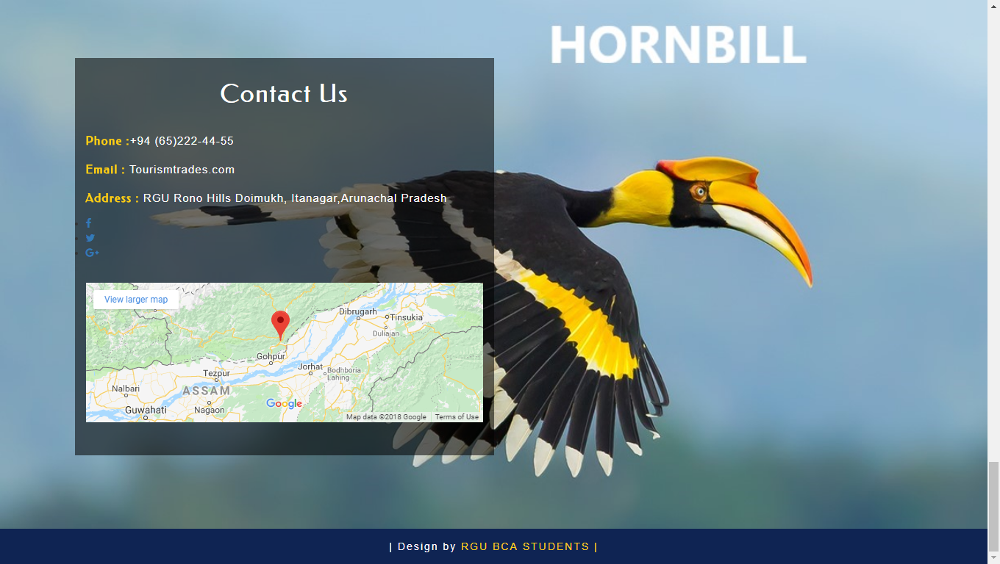 HORNBILL
Contact Us
Phone :+94 (65)222-44-55
Email : Tourismtrades.com
Address : RGU Rono Hills Doimukh, Itanagar,Arunachal Pradesh
View larger map
Dibrugarh
Tinsukia
Duliajan
Gohpur
Jorhat
Bodhboria
Lahing
Tezpur
Nalbari
ASSAM
Guwahati
Nagaon
Google
Map data ©2018 Google
Terms of Use
| Design by RGU BCA STUDENTS |